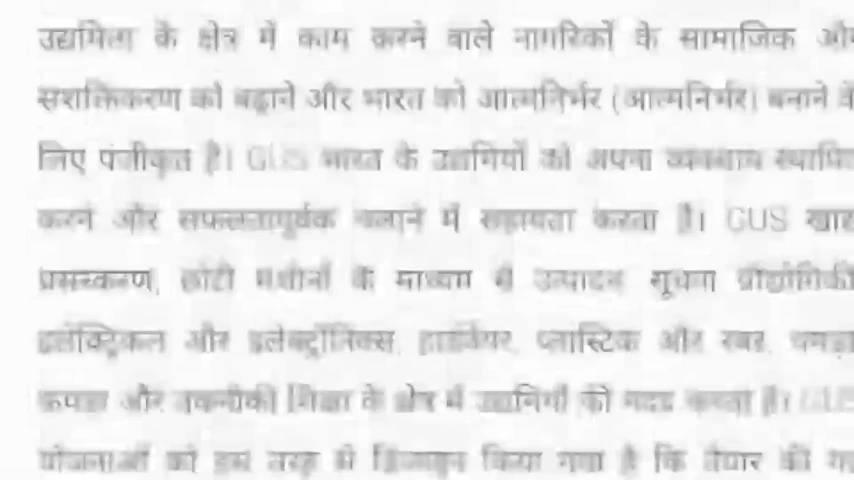 उद्यमिता के क्षेत्र में काम करने वाले नागरिकों के सामाजिक और
सशक्तिकरण को बढ़ाने और भारत को आत्मनिर्भर (आत्मनिर्भर) बनाने के
लिए पंजीकृत है। GUS भारत के उद्यमियों को अपना व्यवसाय स्थापित
करने और सफलतापूर्वक चलाने में सहायता करता है। GUS खाद्य
प्रसंस्करण, छोटी मशीनों के माध्यम से उत्पादन, सूचना प्रौद्योगिकी
इलेक्ट्रिकल और इलेक्ट्रॉनिक्स, हार्डवेयर, प्लास्टिक और रबर, चमड़ा
कपड़ा और तकनीकी शिक्षा के क्षेत्र में उद्यमियों की मदद करता है। GUS
योजनाओं को इस तरह से डिजाइन किया गया है कि तैयार की गई